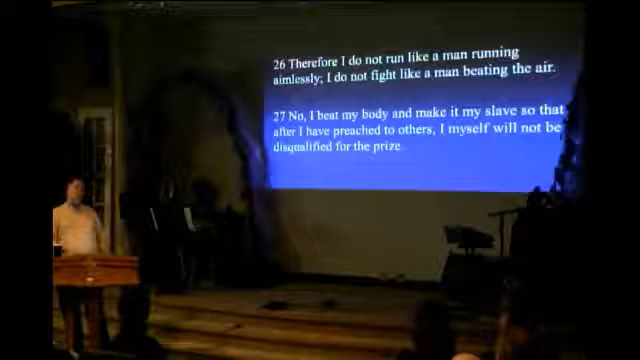 26 Therefore I do not run like a man running
aimlessly; I do not fight like a man beating the air.
27 No, I beat my body and make it my slave so that
after I have preached to others, I myself will not be
disqualified for the prize.